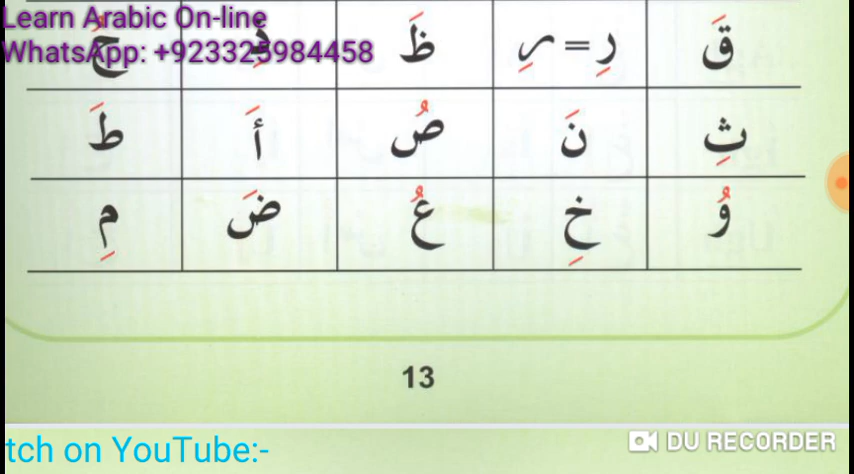 Learn Arabic On-line
WhatsApp: +923325984458
قَ رِ = رِ ظَ
ثِ نَ صُ أَ طَ
وُ خِ عُ ضَ مِ
13
tch on YouTube:-
DU RECORDER